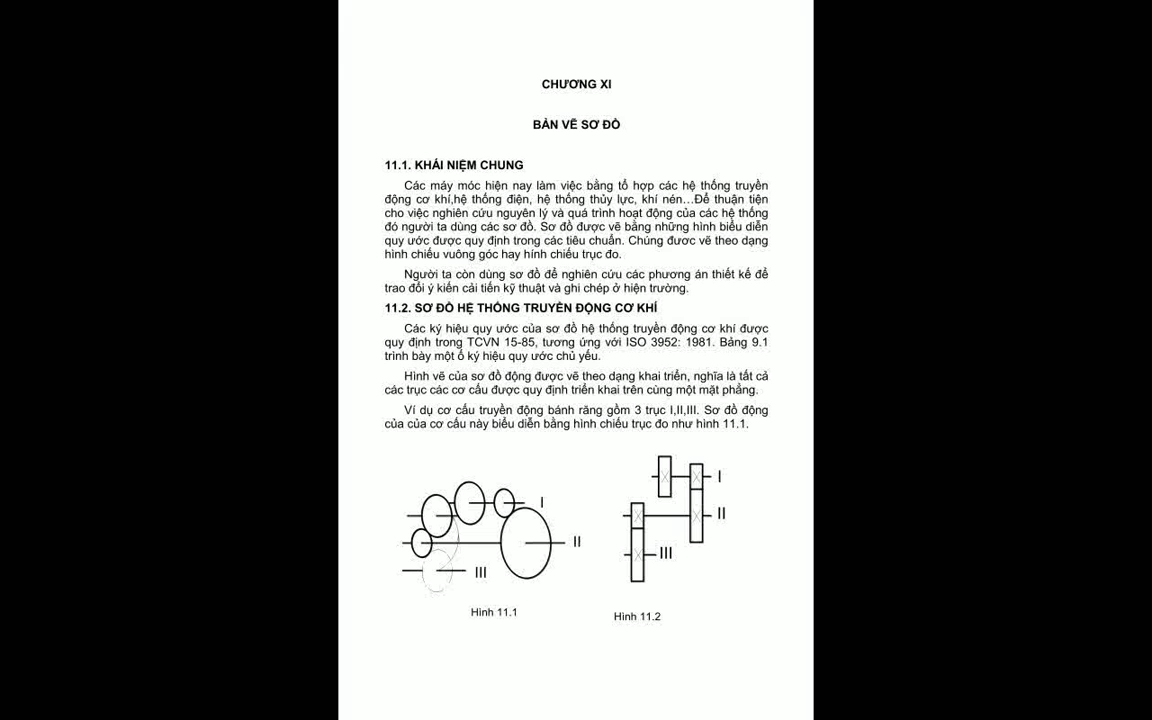 CHƯƠNG XI
BẢN VẼ SƠ ĐỒ
11.1. KHÁI NIỆM CHUNG
Các máy móc hiện nay làm việc bằng tổ hợp các hệ thống truyền
động cơ khí,hệ thống điện, hệ thống thủy lực, khí nén…Để thuận tiện
cho việc nghiên cứu nguyên lý và quá trình hoạt động của các hệ thống
đó người ta dùng các sơ đồ. Sơ đồ được vẽ bằng những hình biểu diễn
quy ước được quy định trong các tiêu chuẩn. Chúng đươc vẽ theo dạng
hình chiếu vuông góc hay hính chiếu trục đo.
Người ta còn dùng sơ đồ để nghiên cứu các phương án thiết kế để
trao đổi ý kiến cải tiến kỹ thuật và ghi chép ở hiện trường.
11.2. SƠ ĐỒ HỆ THỐNG TRUYỀN ĐỘNG CƠ KHÍ
Các ký hiệu quy ước của sơ đồ hệ thống truyền động cơ khí được
quy định trong TCVN 15-85, tương ứng với ISO 3952: 1981. Bảng 9.1
trình bày một ố ký hiệu quy ước chủ yếu.
Hình vẽ của sơ đồ động được vẽ theo dạng khai triển, nghĩa là tất cả
các trục các cơ cấu được quy định triển khai trên cùng một mặt phẳng.
Ví dụ cơ cấu truyền động bánh răng gồm 3 trục I,II,III. Sơ đồ động
của của cơ cấu này biểu diễn bằng hình chiếu trục đo như hình 11.1.
I
II
III
Hình 11.1
I
II
III
Hình 11.2